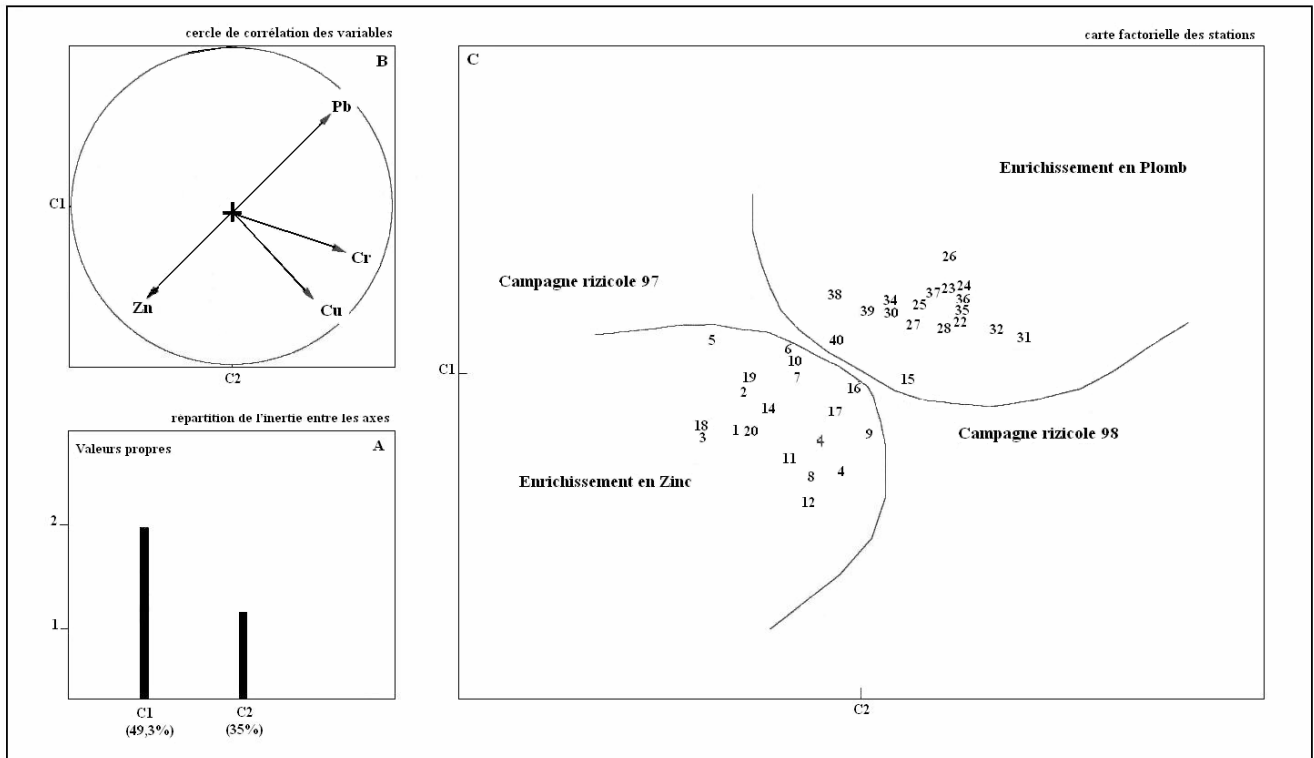 cercle de corrélation des variables
B
Pb
C1
Cr
Zn
Cu
C2
repartition de l'inertie entre les axes
Valeurs propres
A
2
1
C1
C2
(49,3%)
(35%)
carte factorielle des stations
C
Enrichissement en Plomb
26
Campagne rizicole 97
38
34
37
23
24
36
39
30
25
35
27
28
22
32
31
5
6
40
10
C1
19
7
15
2
16
14
17
18
3
1
20
4
9
Campagne rizicole 98
11
4
8
Enrichissement en Zinc
12
C2